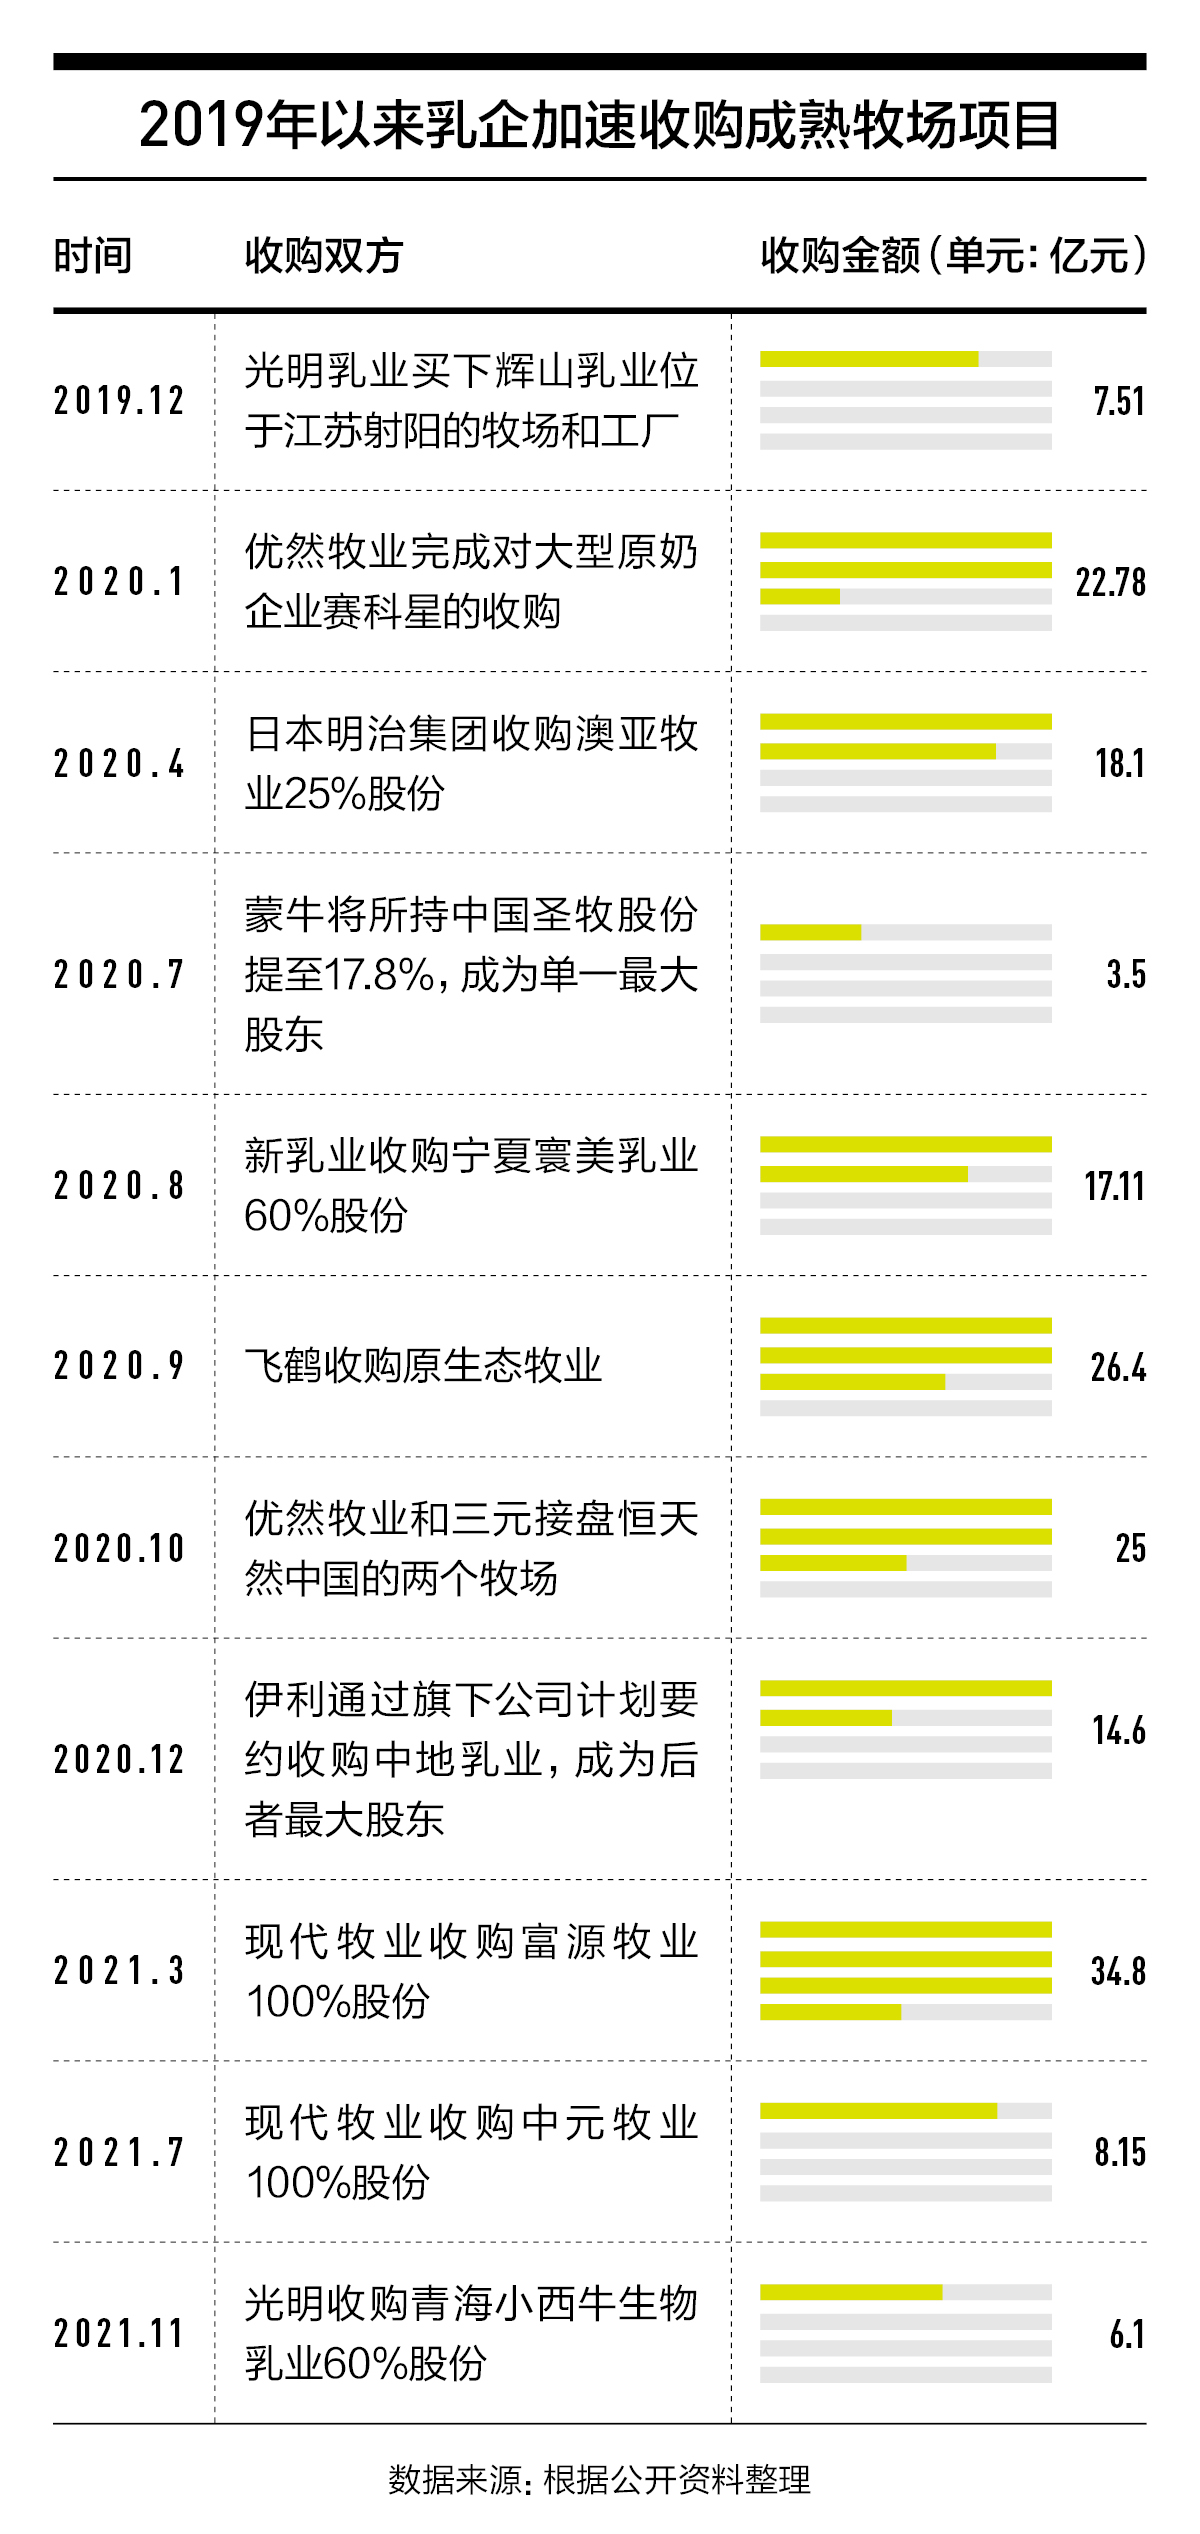 2019年以来乳企加速收购成熟牧场项目
时间 收购双方 收购金额（单元：亿元）
2019.12
光明乳业买下辉山乳业位
于江苏射阳的牧场和工厂
7.51
2020.1
优然牧业完成对大型原奶
企业赛科星的收购
22.78
2020.4
日本明治集团收购澳亚牧
业25%股份
18.1
2020.7
蒙牛将所持中国圣牧股份
提至17.8%，成为单一最大
股东
3.5
2020.8
新乳业收购宁夏寰美乳业
60%股份
17.11
2020.9
飞鹤收购原生态牧业
26.4
2020.10
优然牧业和三元接盘恒天
然中国的两个牧场
25
2020.12
伊利通过旗下公司计划要
约收购中地乳业，成为后
者最大股东
14.6
2021.3
现代牧业收购富源牧业
100%股份
34.8
2021.7
现代牧业收购中元牧业
100%股份
8.15
2021.11
光明收购青海小西牛生物
乳业60%股份
6.1
数据来源：根据公开资料整理